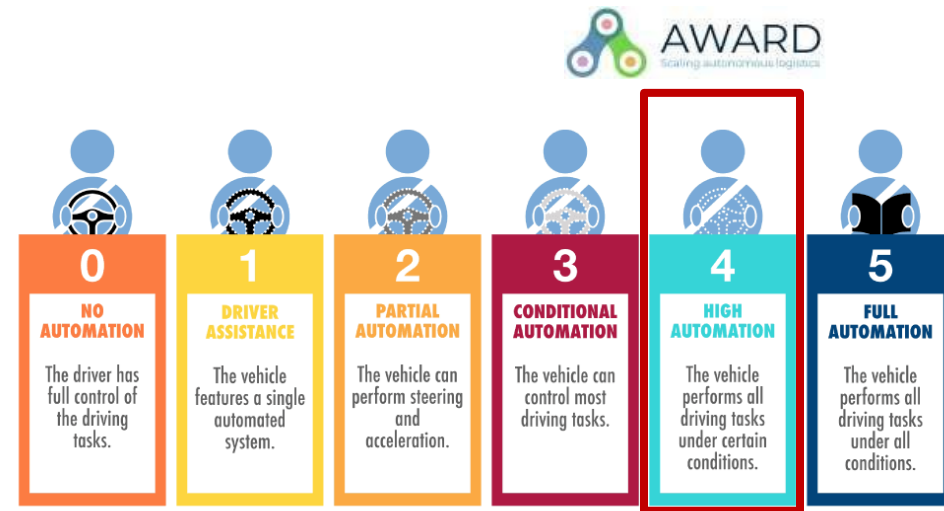 AWARD
Scaling autonomous logistics
0
NO
AUTOMATION
The driver has
full control of
the driving
tasks.
1
DRIVER
ASSISTANCE
The vehicle
features a single
automated
system.
2
PARTIAL
AUTOMATION
The vehicle can
perform steering
and
acceleration.
3
CONDITIONAL
AUTOMATION
The vehicle can
control most
driving tasks.
4
HIGH
AUTOMATION
The vehicle
performs all
driving tasks
under certain
conditions.
5
FULL
AUTOMATION
The vehicle
performs all
driving tasks
under all
conditions.